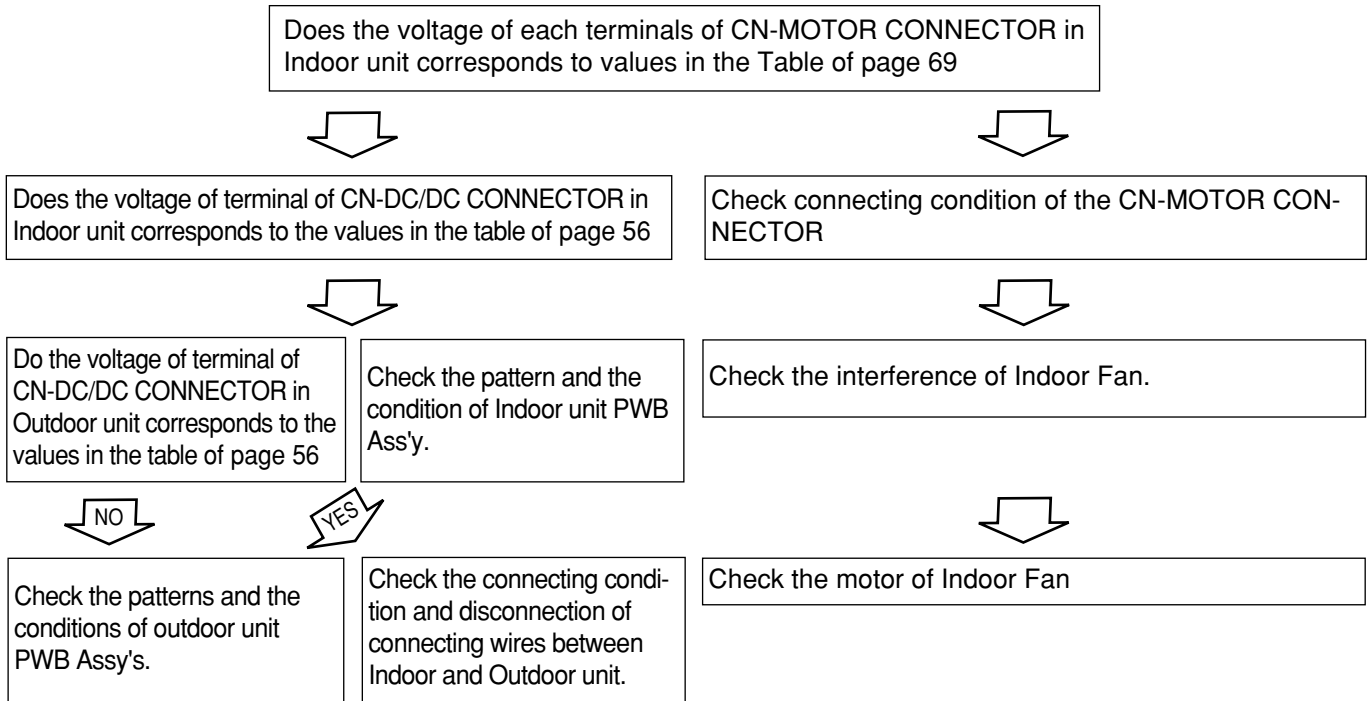 Does the voltage of each terminals of CN-MOTOR CONNECTOR in
Indoor unit corresponds to values in the Table of page 69
Does the voltage of terminal of CN-DC/DC CONNECTOR in
Indoor unit corresponds to the values in the table of page 56
Check connecting condition of the CN-MOTOR CON-
NECTOR
Do the voltage of terminal of
CN-DC/DC CONNECTOR in
Outdoor unit corresponds to the
values in the table of page 56
Check the pattern and the
condition of Indoor unit PWB
Ass'y.
Check the interference of Indoor Fan.
NO
YES
Check the patterns and the
conditions of outdoor unit
PWB Assy's.
Check the connecting condi-
tion and disconnection of
connecting wires between
Indoor and Outdoor unit.
Check the motor of Indoor Fan